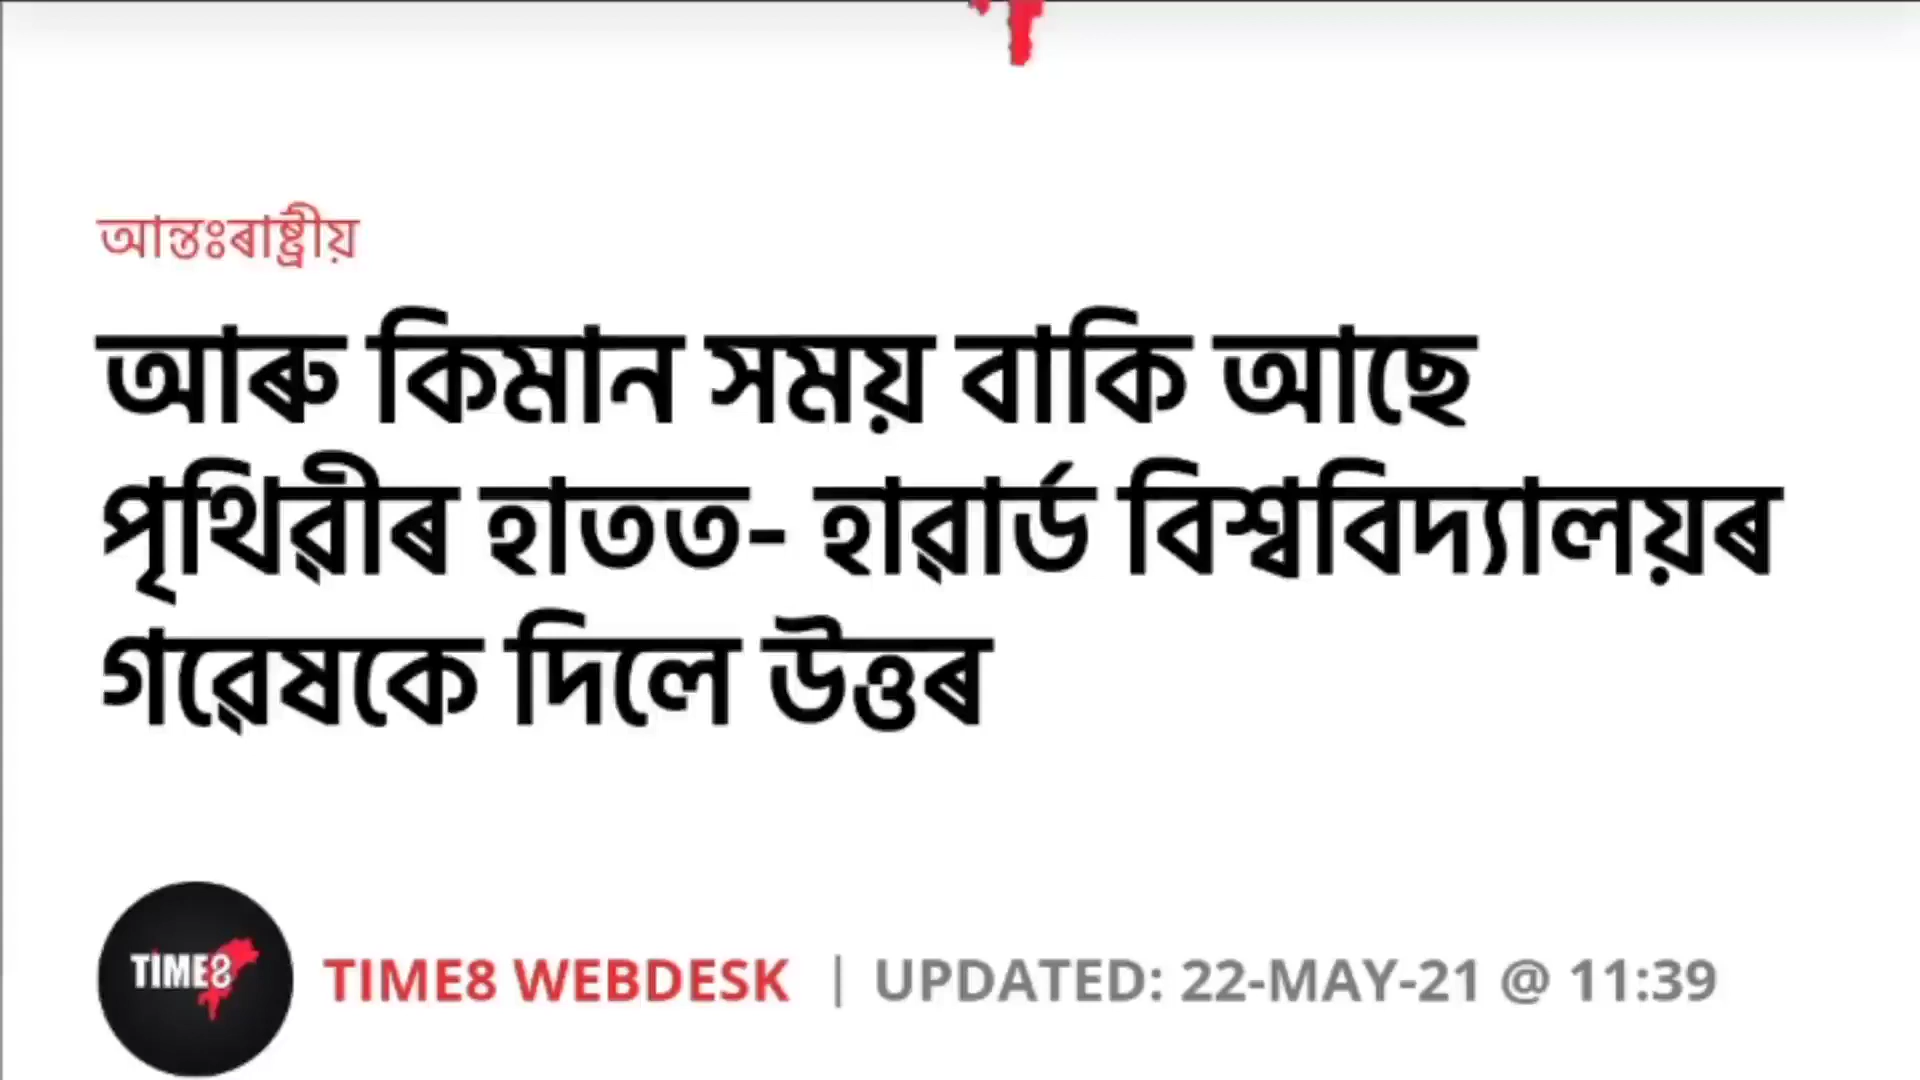 আন্তঃৰাষ্ট্ৰীয়
আৰু কিমান সময় বাকি আছে
পৃথিৱীৰ হাতত- হাৱাৰ্ড বিশ্ববিদ্যালয়ৰ
গৱেষকে দিলে উত্তৰ
TIME8
TIME8 WEBDESK | UPDATED: 22-MAY-21 @ 11:39